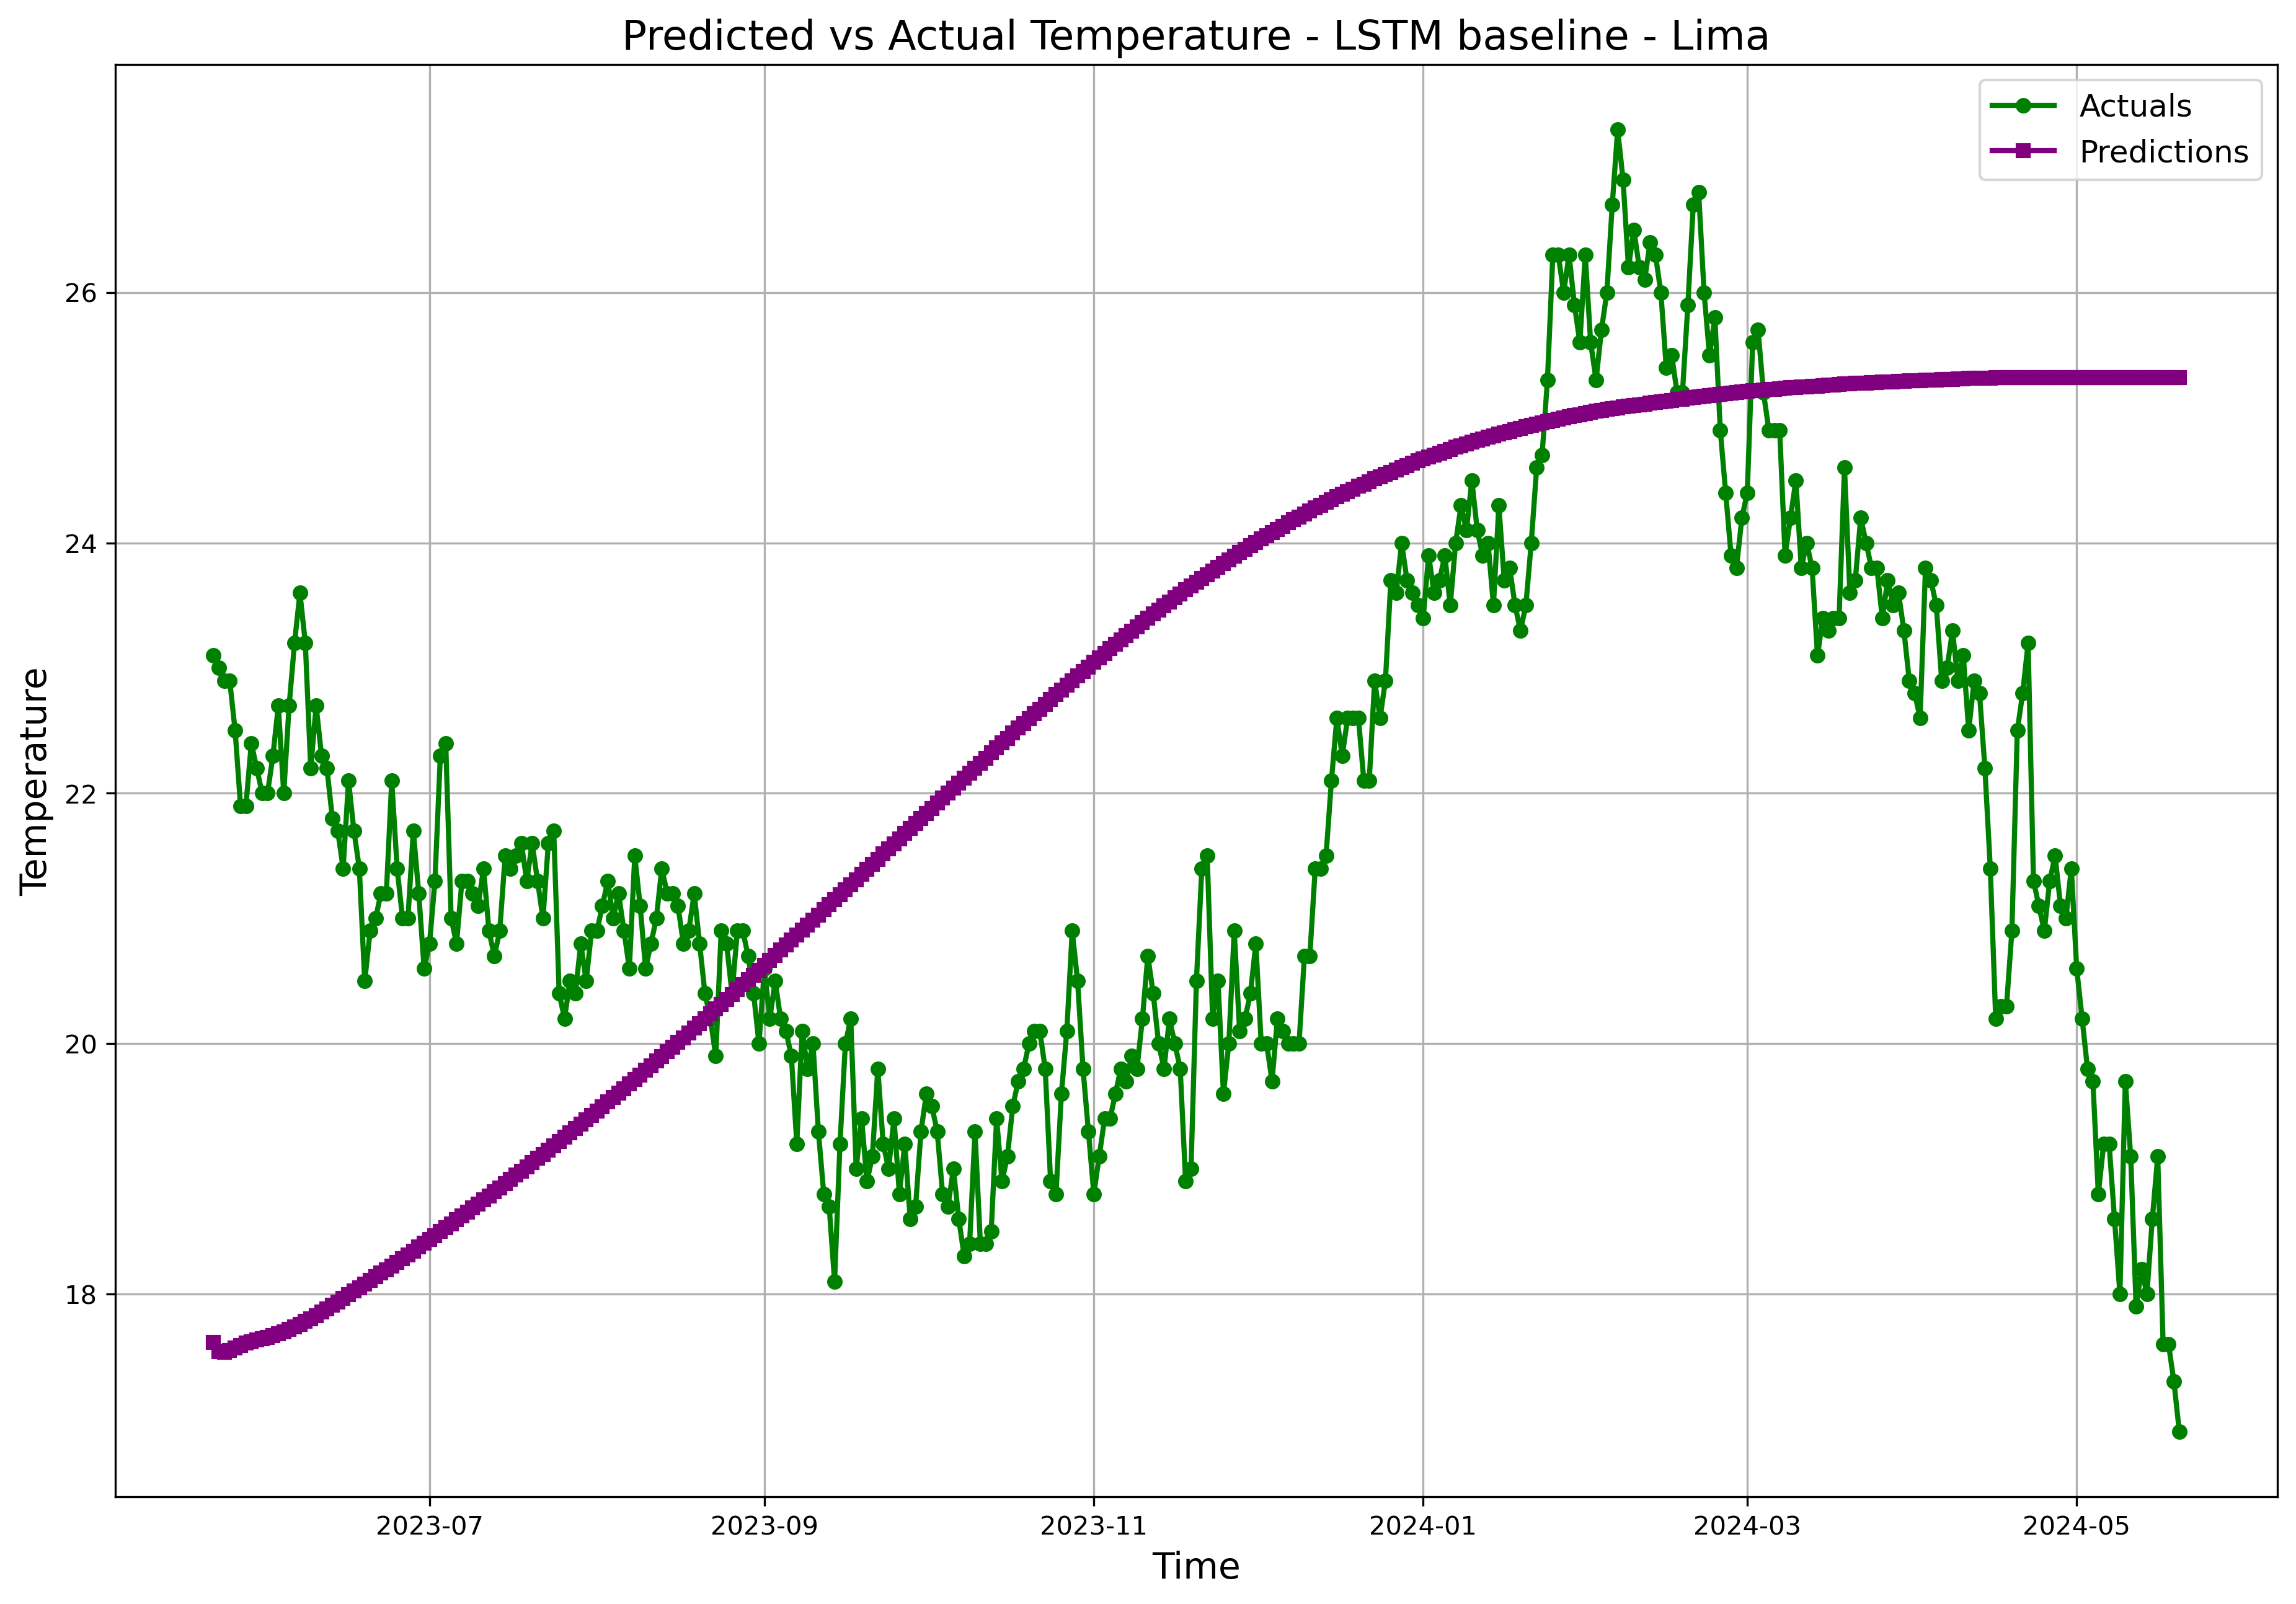 Predicted vs Actual Temperature - LSTM baseline - Lima
Actuals
Predictions
Temperature
26
24
22
20
18
2023-07
2023-09
2023-11
2024-01
2024-03
2024-05
Time